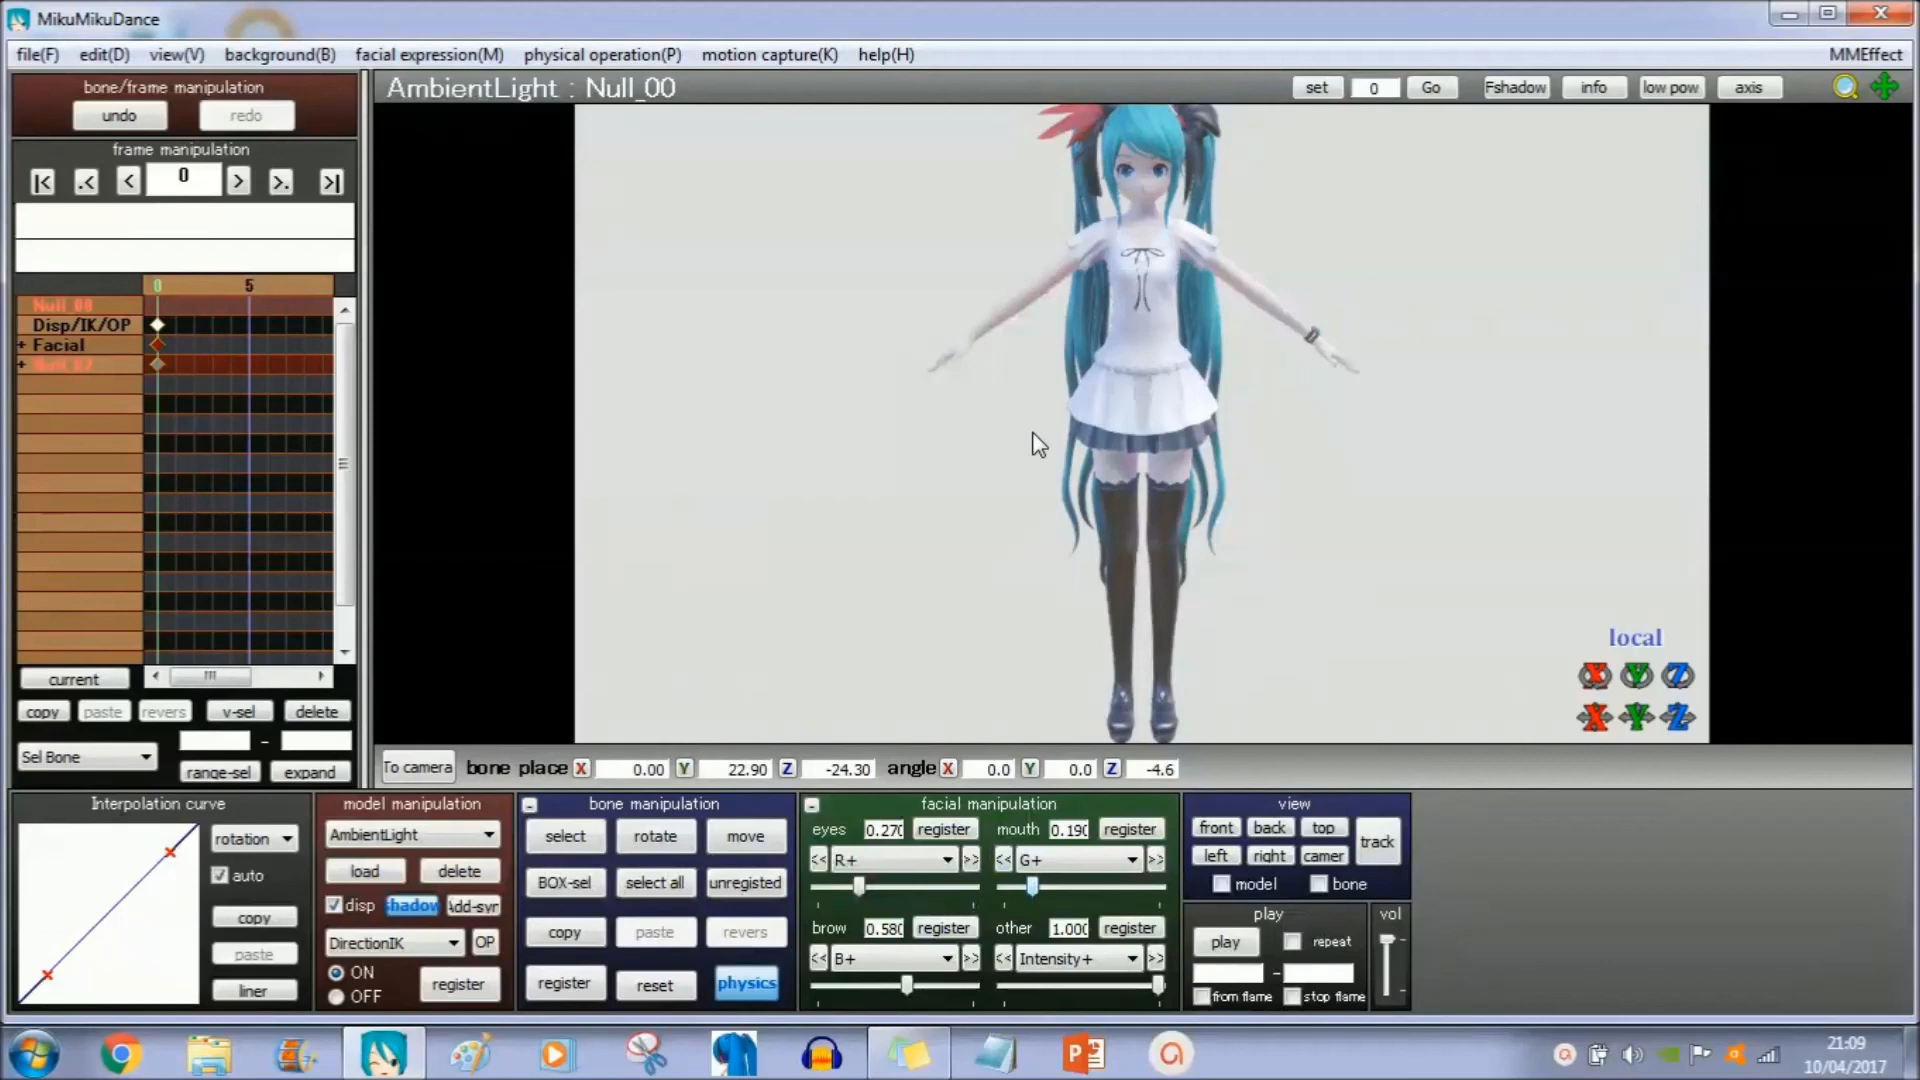 MikuMikuDance
file(F) edit(D) view(V) background(B) facial expression(M) physical operation(P) motion capture(K) help(H) MMEffect
bone/frame manipulation
undo redo
frame manipulation
|< .< < 0 > >. >|
0 5
Null_00
Disp/IK/OP
+ Facial
+ Null_02
current
copy paste revers v-sel delete
Sel Bone -
range-sel expand
AmbientLight : Null_00 set 0 Go Fshadow info low pow axis
local
X Y Z
X Y Z
To camera bone place X 0.00 Y 22.90 Z -24.30 angle X 0.0 Y 0.0 Z -4.6
Interpolation curve
rotation
auto
copy
paste
liner
model manipulation
AmbientLight
load delete
disp shadow Add-syn
DirectionIK OP
ON
OFF
register
- bone manipulation
select rotate move
BOX-sel select all unregisted
copy paste revers
register reset physics
- facial manipulation
eyes 0.270 register mouth 0.190 register
<< R+ >> << G+ >>
brow 0.580 register other 1.000 register
<< B+ >> << Intensity+ >>
view
front back top
left right camer
track
model bone
play
play repeat
-
from flame stop flame
vol
21:09
10/04/2017